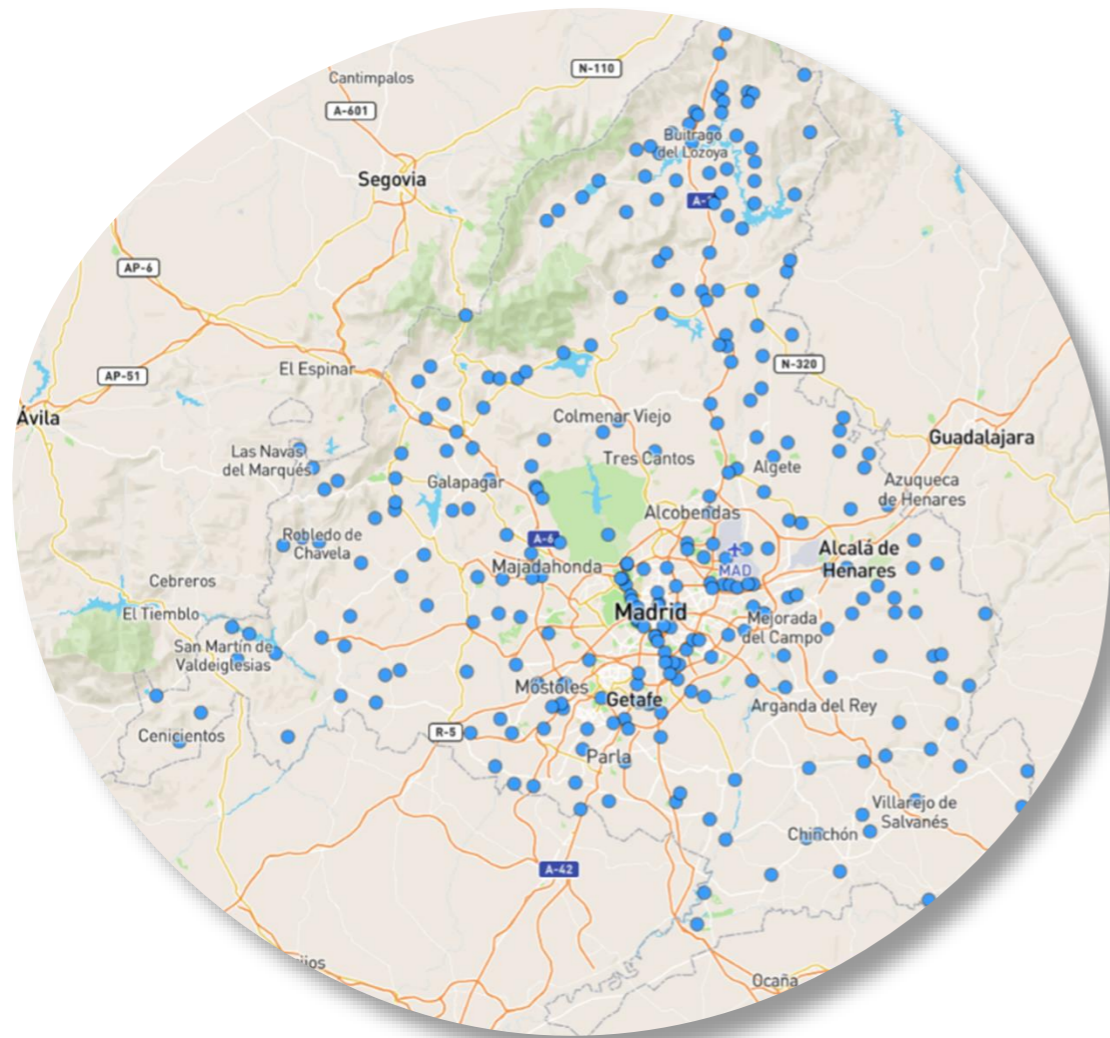 Cantimpalos
N-110
A-601
Buitrago
del Lozoya
Segovia
AP-6
El Espinar
N-320
AP-51
Ávila
Colmenar Viejo
Guadalajara
Las Navas
del Marqués
Tres Cantos
Algete
Galapagar
Azuqueca
de Henares
Alcobendas
Robledo de
Chavela
A-6
Alcalá de
Henares
Majadahonda
MAD
Cebreros
El Tiemblo
Madrid
Mejorada
del Campo
San Martín de
Valdeiglesias
Móstoles
Getafe
Arganda del Rey
Cenicientos
R-5
Parla
Villarejo de
Salvanés
Chinchón
A-42
Ocaña